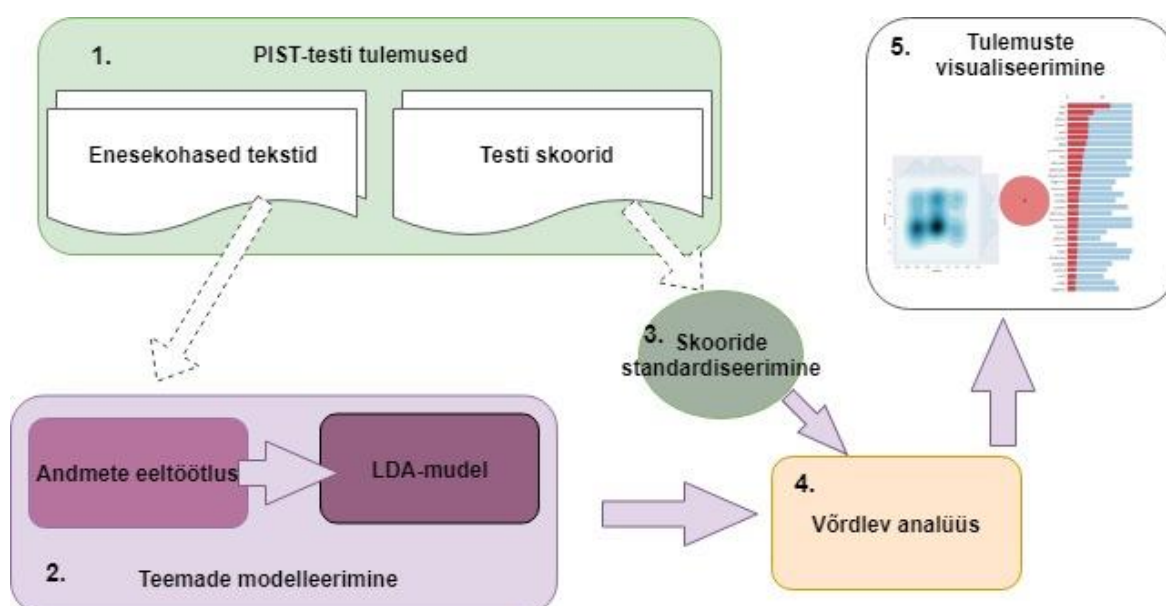 1.
PIST-testi tulemused
Enesekohased tekstid
Testi skoorid
2.
Andmete eeltöötlus
LDA-mudel
Teemade modelleerimine
3.
Skooride
standardiseerimine
4.
Võrdlev analüüs
5.
Tulemuste
visualiseerimine